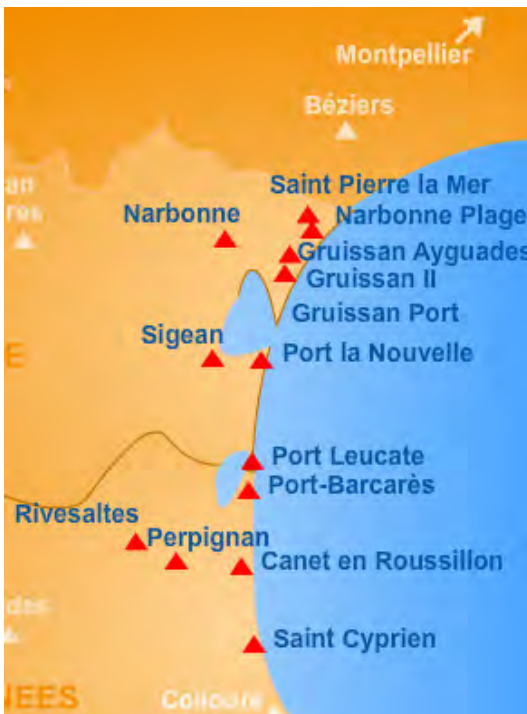 Montpellier
Béziers
Saint Pierre la Mer
Narbonne
Narbonne Plage
Gruissan Ayguades
Gruissan II
Gruissan Port
Sigean
Port la Nouvelle
Port Leucate
Port-Barcarès
Rivesaltes
Perpignan
Canet en Roussillon
Saint Cyprien